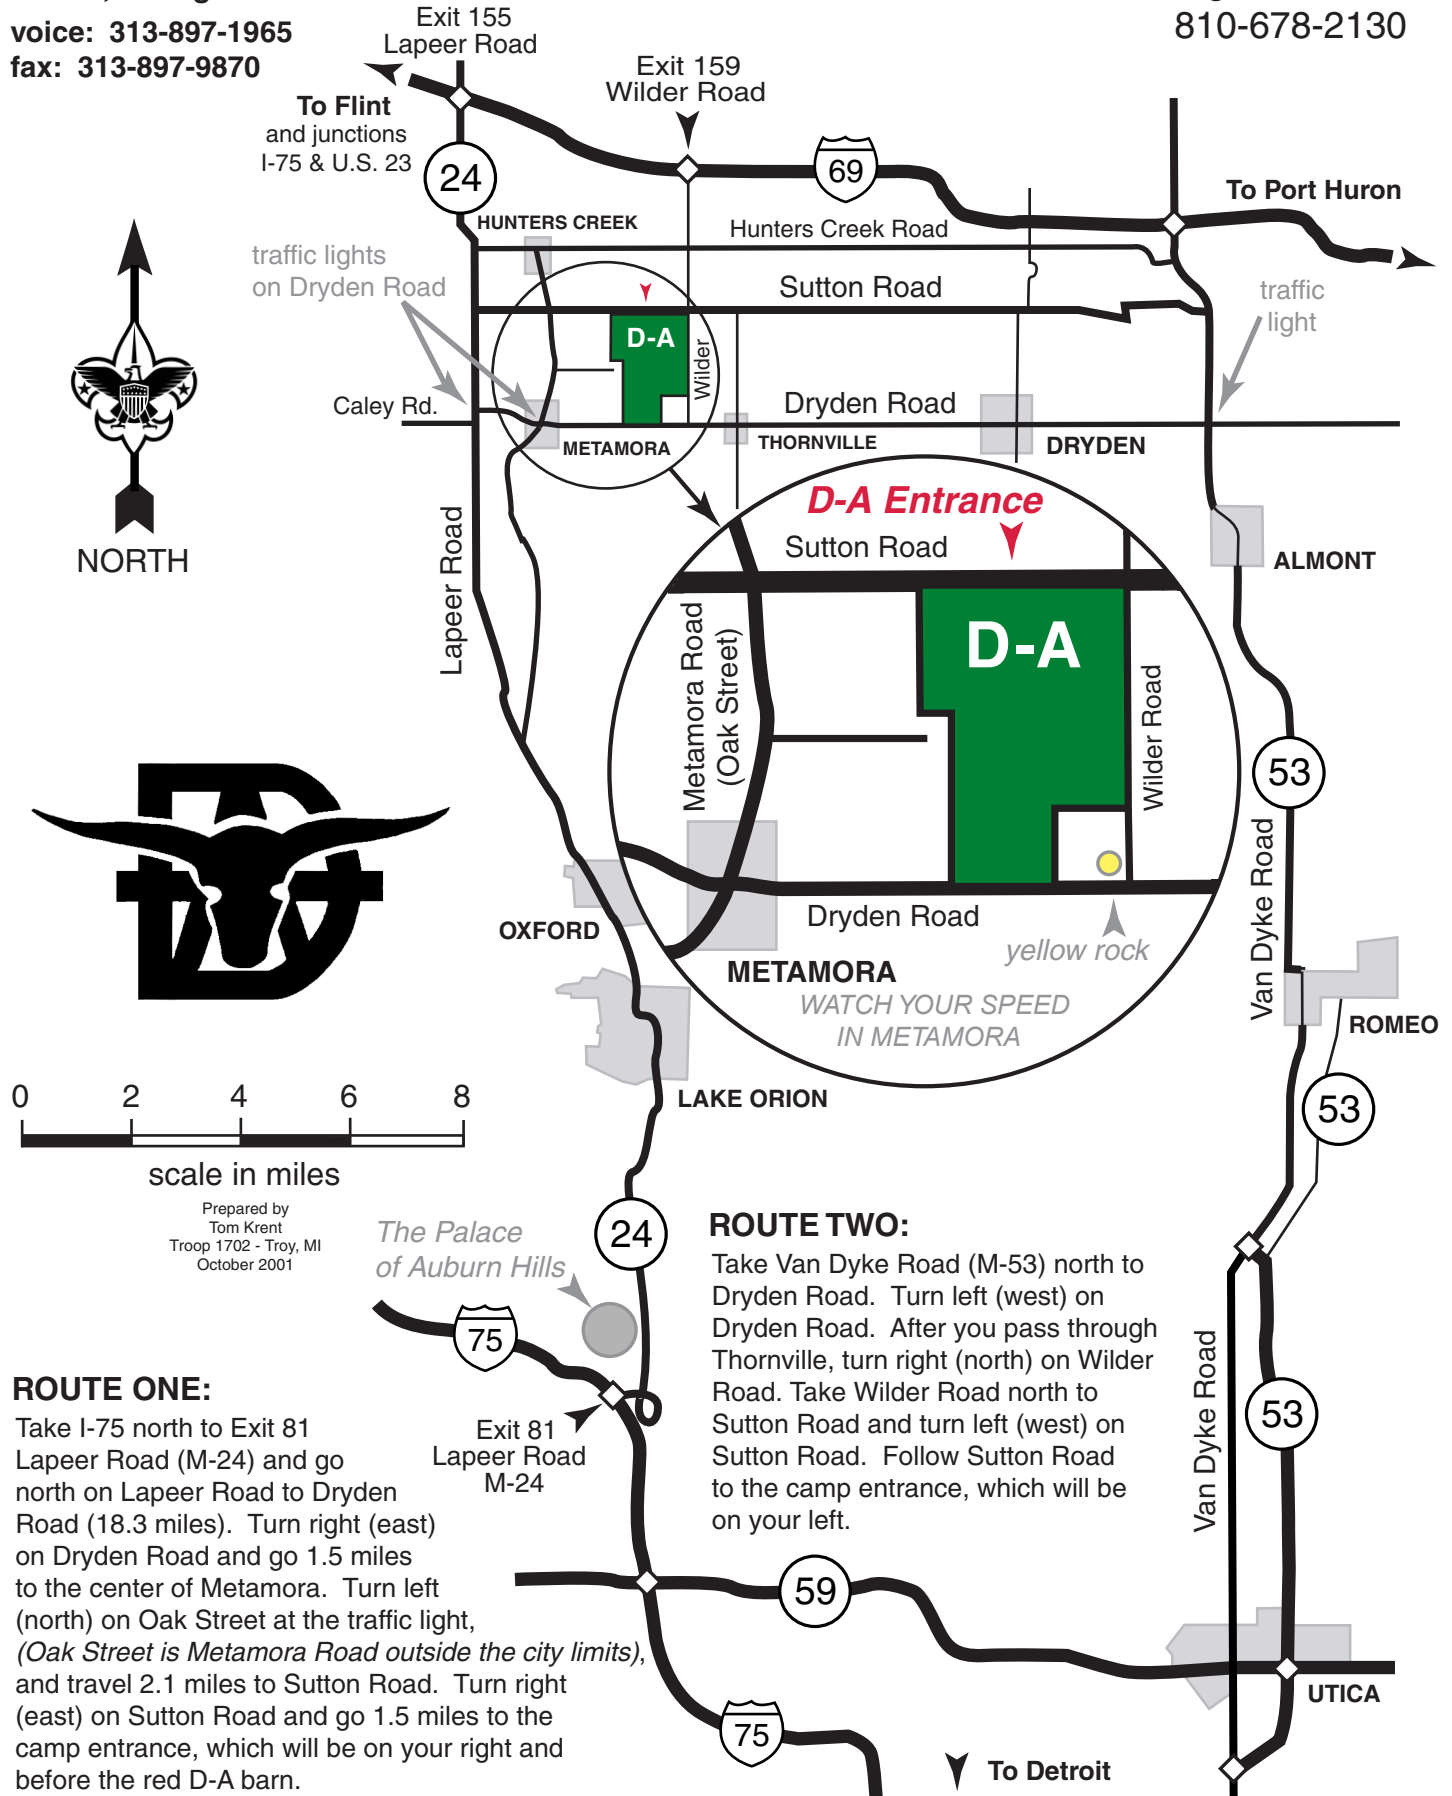 voice: 313-897-1965
fax: 313-897-9870
810-678-2130
Exit 155
Lapeer Road
Exit 159
Wilder Road
To Flint
and junctions
I-75 & U.S. 23
24
69
To Port Huron
HUNTERS CREEK
Hunters Creek Road
traffic lights
on Dryden Road
Sutton Road
traffic
light
D-A
Wilder
Caley Rd.
Dryden Road
METAMORA
THORNVILLE
DRYDEN
NORTH
Lapeer Road
D-A Entrance
Sutton Road
ALMONT
D-A
Metamora Road
(Oak Street)
Wilder Road
53
Van Dyke Road
Dryden Road
OXFORD
yellow rock
METAMORA
WATCH YOUR SPEED
IN METAMORA
ROMEO
LAKE ORION
53
0 2 4 6 8
scale in miles
Prepared by
Tom Krent
Troop 1702 - Troy, MI
October 2001
The Palace
of Auburn Hills
24
75
Exit 81
Lapeer Road
M-24
ROUTE TWO:
Take Van Dyke Road (M-53) north to
Dryden Road. Turn left (west) on
Dryden Road. After you pass through
Thornville, turn right (north) on Wilder
Road. Take Wilder Road north to
Sutton Road and turn left (west) on
Sutton Road. Follow Sutton Road
to the camp entrance, which will be
on your left.
Van Dyke Road
53
ROUTE ONE:
Take I-75 north to Exit 81
Lapeer Road (M-24) and go
north on Lapeer Road to Dryden
Road (18.3 miles). Turn right (east)
on Dryden Road and go 1.5 miles
to the center of Metamora. Turn left
(north) on Oak Street at the traffic light,
(Oak Street is Metamora Road outside the city limits),
and travel 2.1 miles to Sutton Road. Turn right
(east) on Sutton Road and go 1.5 miles to the
camp entrance, which will be on your right and
before the red D-A barn.
59
UTICA
75
To Detroit